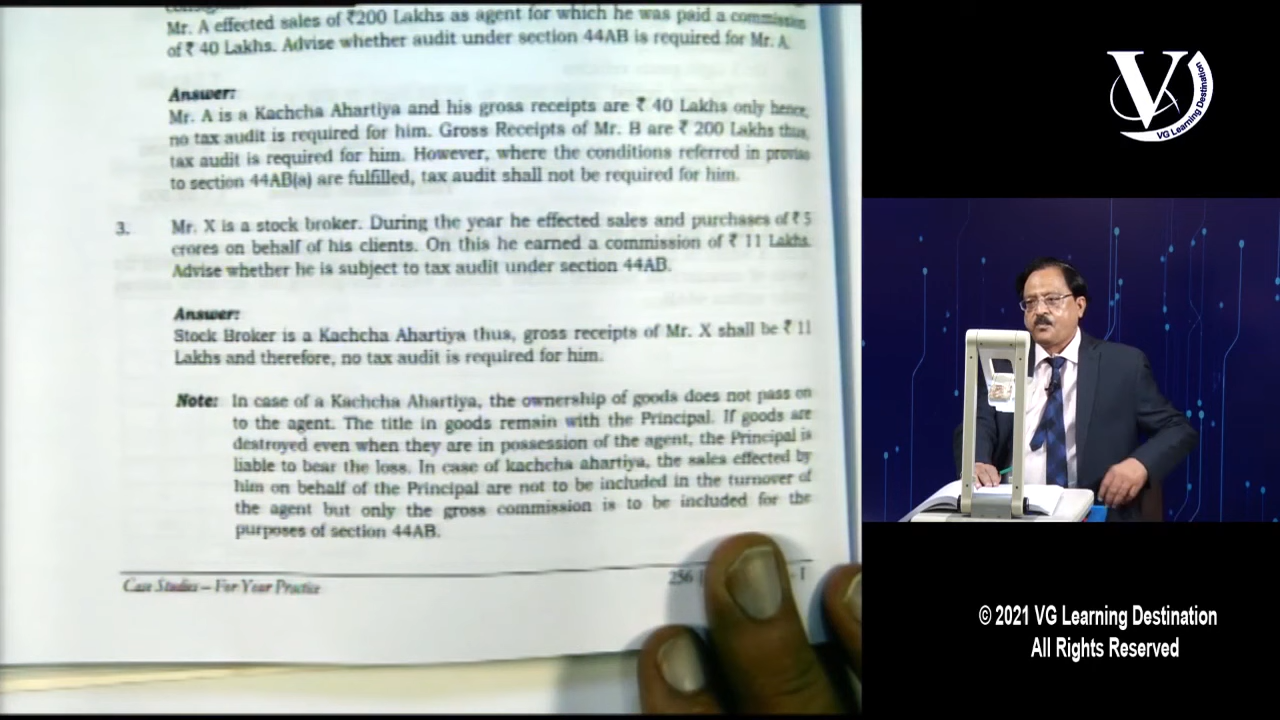 Mr. A effected sales of ₹200 Lakhs as agent for which he was paid a commission
of ₹ 40 Lakhs. Advise whether audit under section 44AB is required for Mr. A.
Answer:
Mr. A is a Kachcha Ahartiya and his gross receipts are ₹ 40 Lakhs only hence,
no tax audit is required for him. Gross Receipts of Mr. B are ₹ 200 Lakhs thus
tax audit is required for him. However, where the conditions referred in proviso
to section 44AB(a) are fulfilled, tax audit shall not be required for him.
3. Mr. X is a stock broker. During the year he effected sales and purchases of ₹ 5
crores on behalf of his clients. On this he earned a commission of ₹ 11 Lakhs.
Advise whether he is subject to tax audit under section 44AB.
Answer:
Stock Broker is a Kachcha Ahartiya thus, gross receipts of Mr. X shall be ₹ 11
Lakhs and therefore, no tax audit is required for him.
Note: In case of a Kachcha Ahartiya, the ownership of goods does not pass on
to the agent. The title in goods remain with the Principal. If goods are
destroyed even when they are in possession of the agent, the Principal is
liable to bear the loss. In case of kachcha ahartiya, the sales effected by
him on behalf of the Principal are not to be included in the turnover of
the agent but only the gross commission is to be included for the
purposes of section 44AB.
Case Studies – For Your Practice 256
VG
VG Learning Destination
© 2021 VG Learning Destination
All Rights Reserved